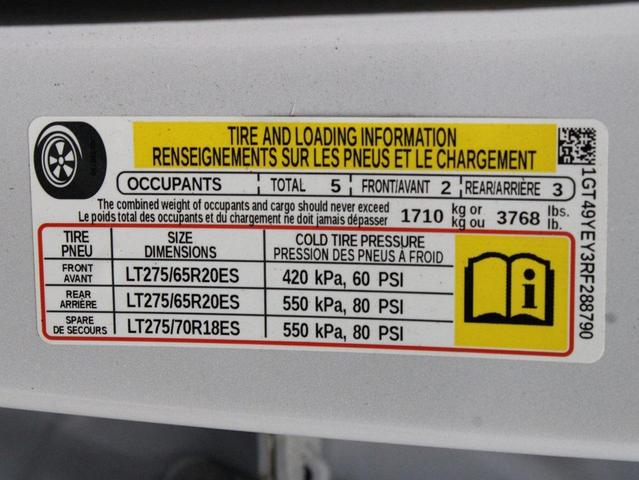 TIRE AND LOADING INFORMATION
RENSEIGNEMENTS SUR LES PNEUS ET LE CHARGEMENT
OCCUPANTS TOTAL 5 FRONT/AVANT 2 REAR/ARRIÈRE 3
The combined weight of occupants and cargo should never exceed
Le poids total des occupants et du chargement ne doit jamais dépasser
1710 kg or kg ou 3768 lbs. lb.
TIRE PNEU SIZE DIMENSIONS COLD TIRE PRESSURE PRESSION DES PNEUS À FROID
FRONT AVANT LT275/65R20ES 420 kPa, 60 PSI
REAR ARRIÈRE LT275/65R20ES 550 kPa, 80 PSI
SPARE DE SECOURS LT275/70R18ES 550 kPa, 80 PSI
i
1GT49YEY3RF288790